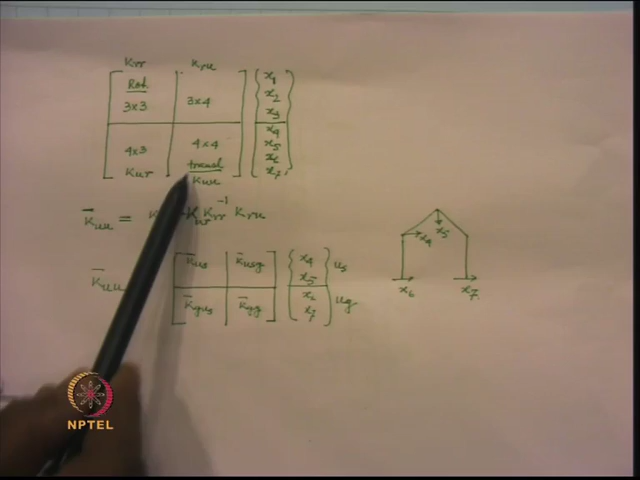 Krr Kru
Rot x1
3x3 3x4 x2
x3
x4
4x3 4x4 x5
Kur transl x6
Kuu x7
K̄uu = Krr⁻¹ Kru
x4 x5
K̄uu K̄us K̄usg x4 us
x5
x6 x7
K̄gus K̄gg x6 ug
x7
NPTEL